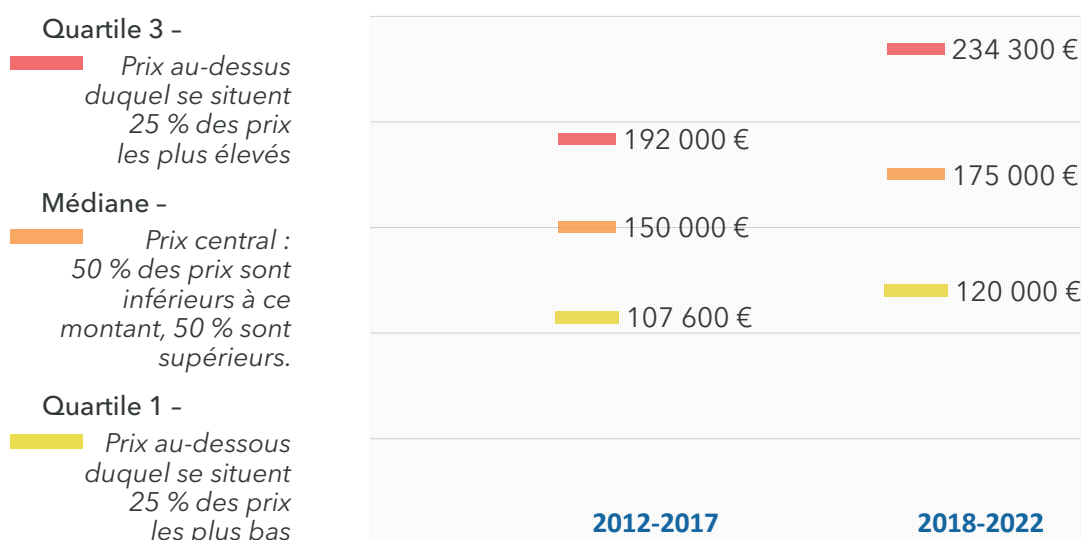 Quartile 3 –
Prix au-dessus
duquel se situent
25 % des prix
les plus élevés
Médiane –
Prix central :
50 % des prix sont
inférieurs à ce
montant, 50 % sont
supérieurs.
Quartile 1 –
Prix au-dessous
duquel se situent
25 % des prix
les plus bas
234 300 €
192 000 €
175 000 €
150 000 €
120 000 €
107 600 €
2012-2017
2018-2022